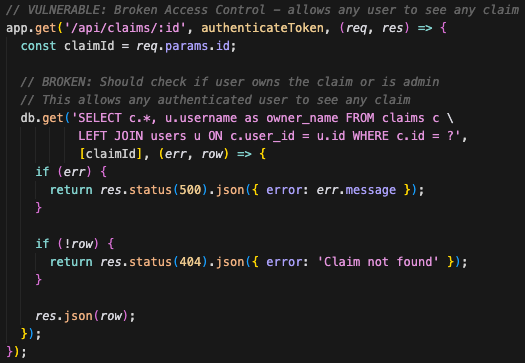 // VULNERABLE: Broken Access Control - allows any user to see any claim
app.get('/api/claims/:id', authenticateToken, (req, res) => {
  const claimId = req.params.id;

  // BROKEN: Should check if user owns the claim or is admin
  // This allows any authenticated user to see any claim
  db.get('SELECT c.*, u.username as owner_name FROM claims c \
          LEFT JOIN users u ON c.user_id = u.id WHERE c.id = ?',
          [claimId], (err, row) => {
    if (err) {
      return res.status(500).json({ error: err.message });
    }

    if (!row) {
      return res.status(404).json({ error: 'Claim not found' });
    }

    res.json(row);
  });
});